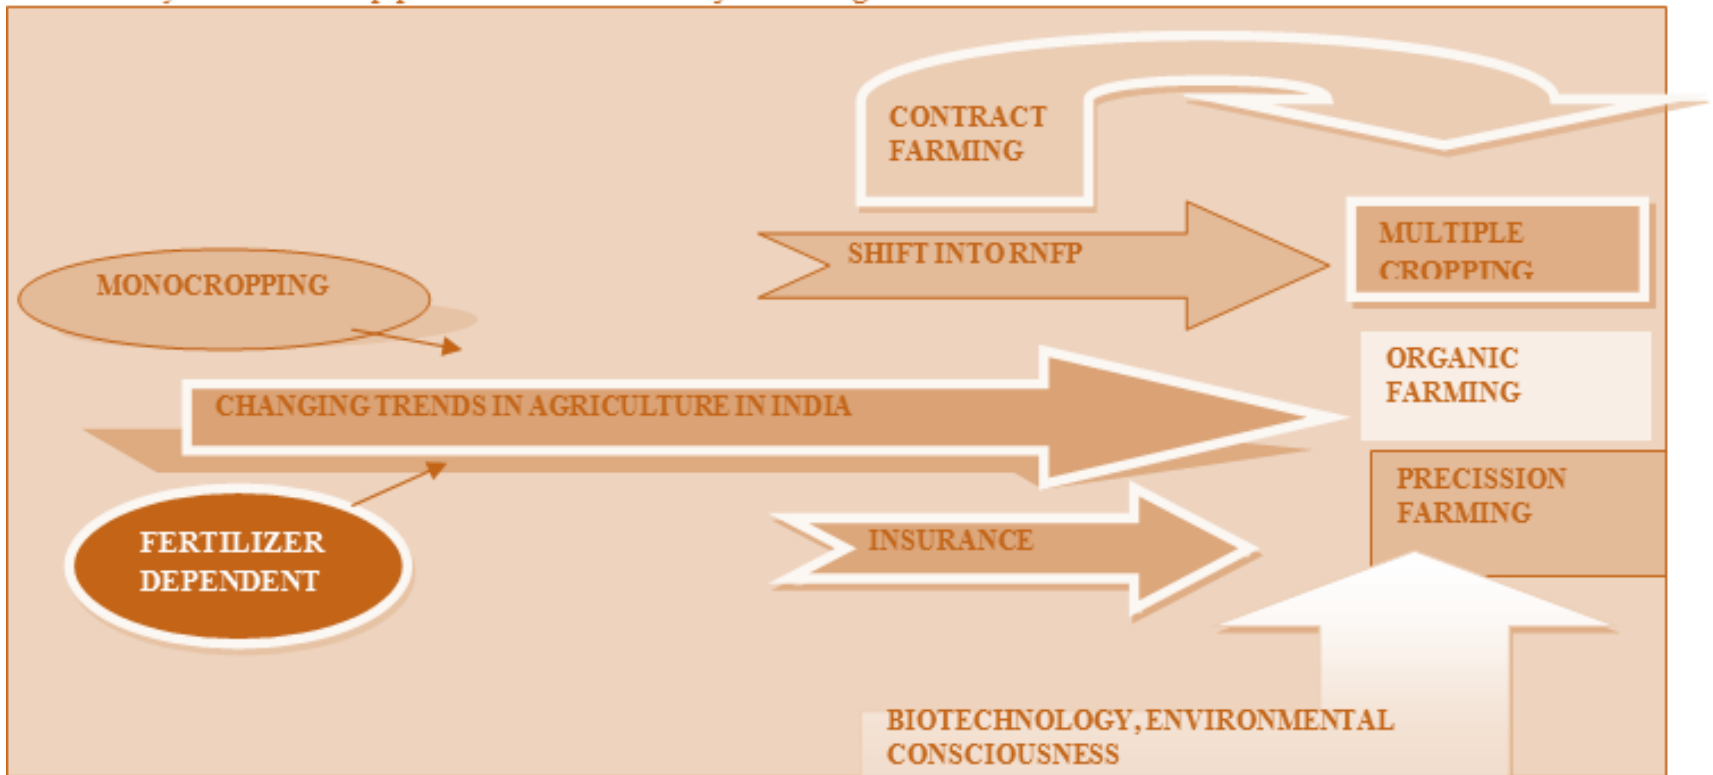 CONTRACT
FARMING
SHIFT INTO RNFP
MULTIPLE
CROPPING
MONOCROPPING
ORGANIC
FARMING
CHANGING TRENDS IN AGRICULTURE IN INDIA
PRECISSION
FARMING
INSURANCE
FERTILIZER
DEPENDENT
BIOTECHNOLOGY, ENVIRONMENTAL
CONSCIOUSNESS